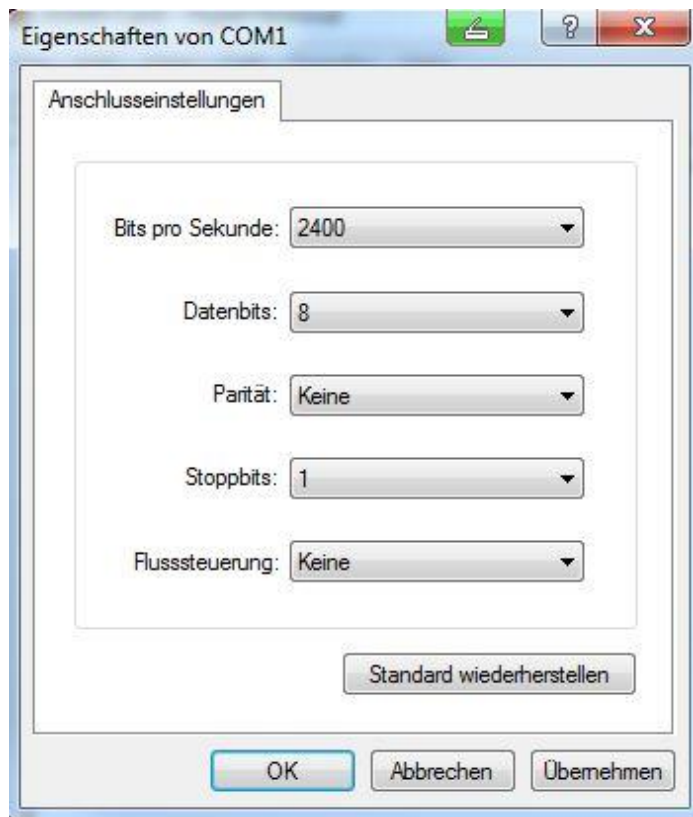 Eigenschaften von COM1
Anschlusseinstellungen
Bits pro Sekunde: 2400
Datenbits: 8
Parität: Keine
Stoppbits: 1
Flusssteuerung: Keine
Standard wiederherstellen
OK Abbrechen Übernehmen